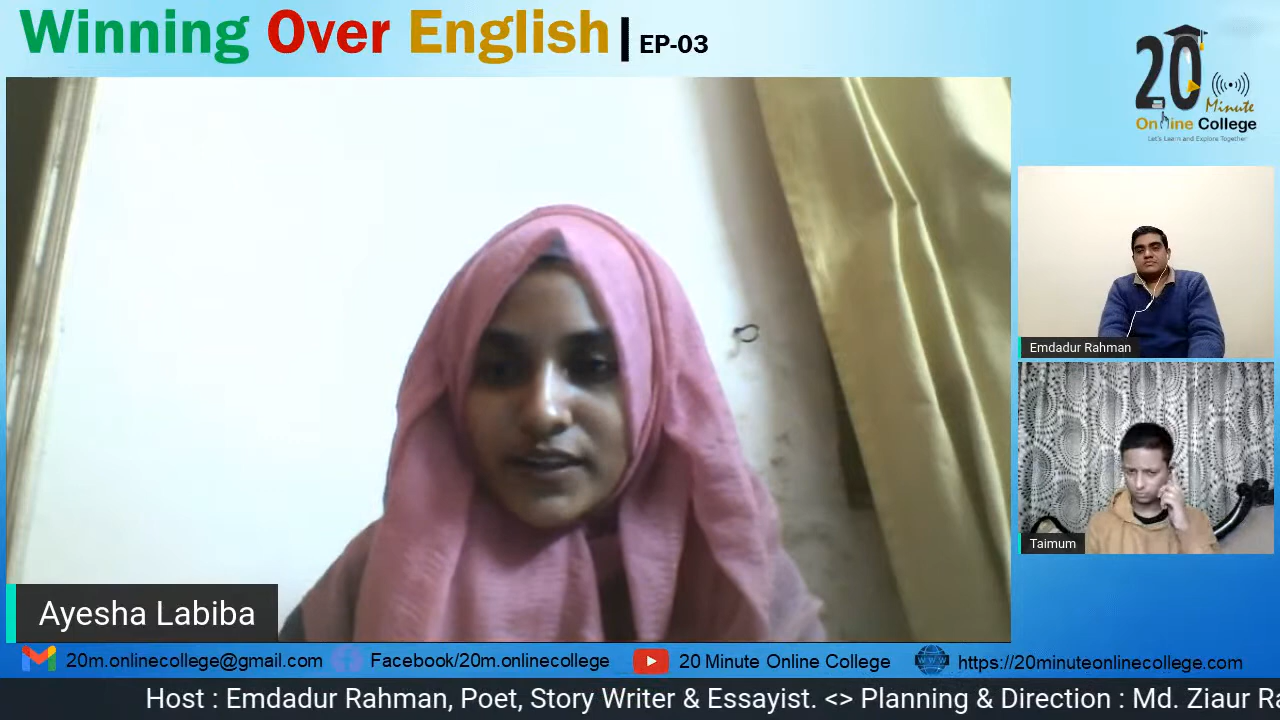 Winning Over English | EP-03
20
Minute
Online College
Let's Learn and Explore Together
Emdadur Rahman
Taimum
Ayesha Labiba
20m.onlinecollege@gmail.com Facebook/20m.onlinecollege 20 Minute Online College https://20minuteonlinecollege.com
Host : Emdadur Rahman, Poet, Story Writer & Essayist. <> Planning & Direction : Md. Ziaur Ra